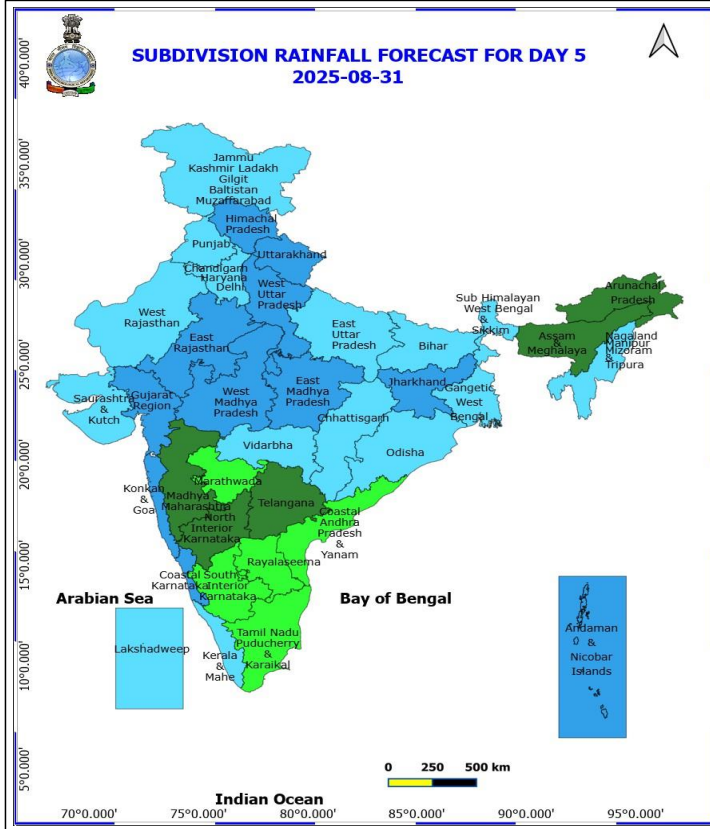 SUBDIVISION RAINFALL FORECAST FOR DAY 5
2025-08-31
40°0.000'
35°0.000'
30°0.000'
25°0.000'
20°0.000'
15°0.000'
10°0.000'
5°0.000'
Jammu
Kashmir Ladakh
Gilgit
Baltistan
Muzaffarabad
Himachal
Pradesh
Punjab
Uttarakhand
Chandigarh
Haryana
Delhi
West
Uttar
Pradesh
West
Rajasthan
East
Rajasthan
East
Uttar
Pradesh
Bihar
Sub Himalayan
West Bengal
&
Sikkim
Arunachal
Pradesh
Assam
&
Meghalaya
Nagaland
Manipur
Mizoram
&
Tripura
Saurashtra
&
Kutch
Gujarat
Region
West
Madhya
Pradesh
East
Madhya
Pradesh
Jharkhand
Gangetic
West
Bengal
Chhattisgarh
Vidarbha
Odisha
Konkan
&
Goa
Madhya
Maharashtra
Marathwada
North
Interior
Karnataka
Telangana
Coastal
Andhra
Pradesh
&
Yanam
Rayalaseema
Coastal
Karnataka
South
Interior
Karnataka
Arabian Sea
Bay of Bengal
Lakshadweep
Kerala
&
Mahe
Tamil Nadu
Puducherry
&
Karaikal
Andaman
&
Nicobar
Islands
0 250 500 km
Indian Ocean
70°0.000' 75°0.000' 80°0.000' 85°0.000' 90°0.000' 95°0.000'